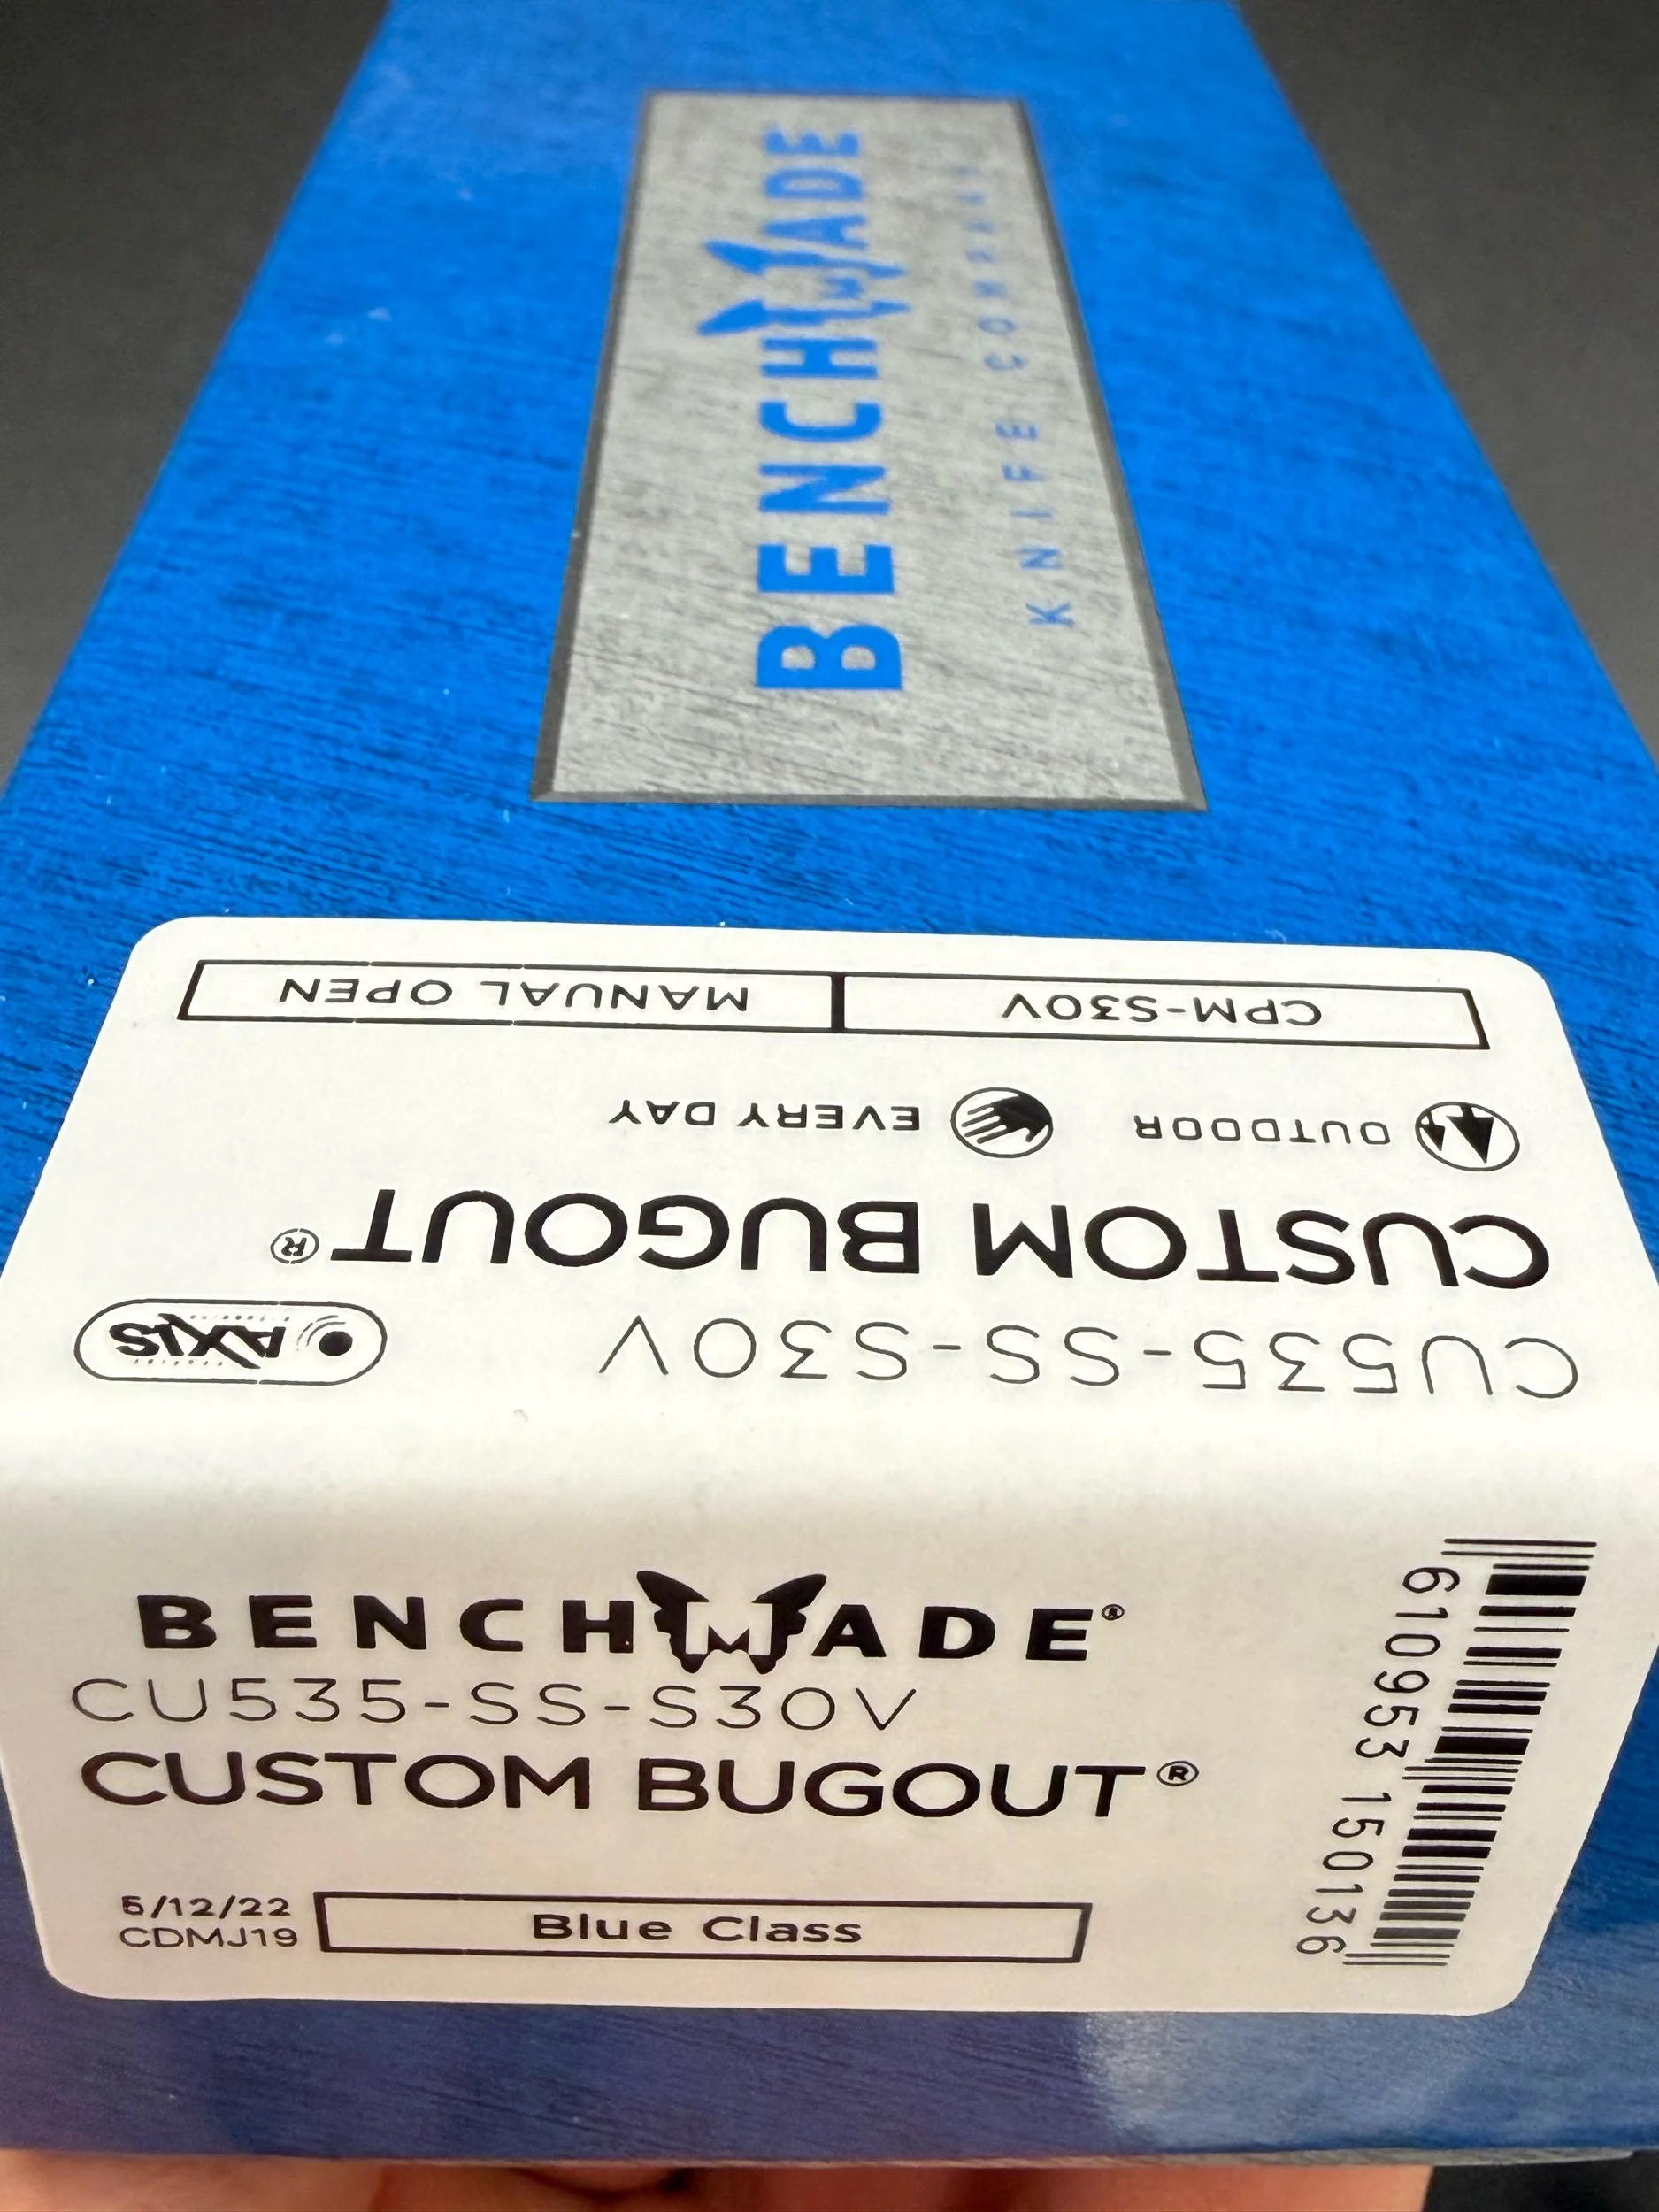 BENCHMADE
KNIFE COMPANY
CU535-SS-S30V
AXIS
CUSTOM BUGOUT®
OUTDOOR EVERY DAY
CPM-S30V MANUAL OPEN
BENCHMADE®
CU535-SS-S30V
CUSTOM BUGOUT®
5/12/22
CDMJ19
Blue Class
610953 150136